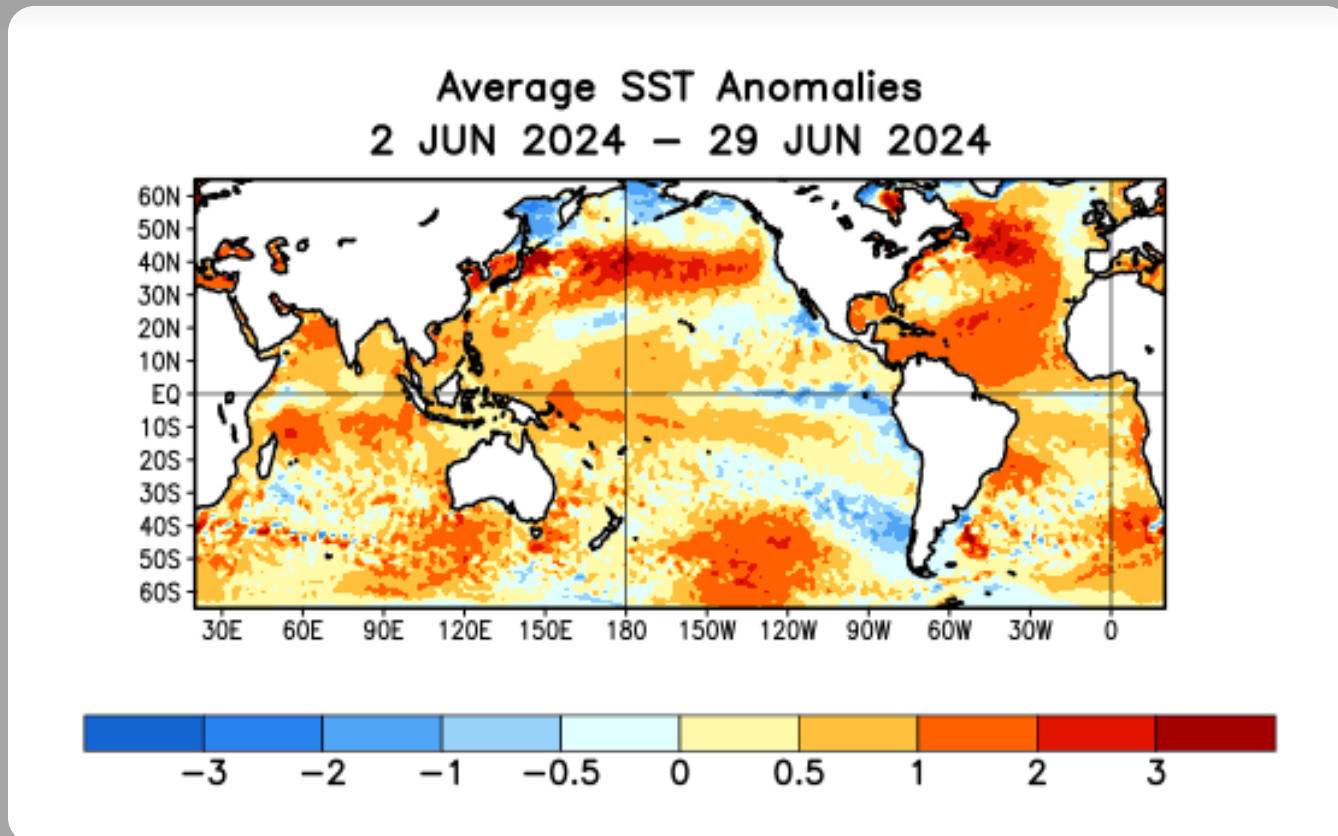 Average SST Anomalies
2 JUN 2024 – 29 JUN 2024
60N
50N
40N
30N
20N
10N
EQ
10S
20S
30S
40S
50S
60S
30E 60E 90E 120E 150E 180 150W 120W 90W 60W 30W 0
−3 −2 −1 −0.5 0 0.5 1 2 3